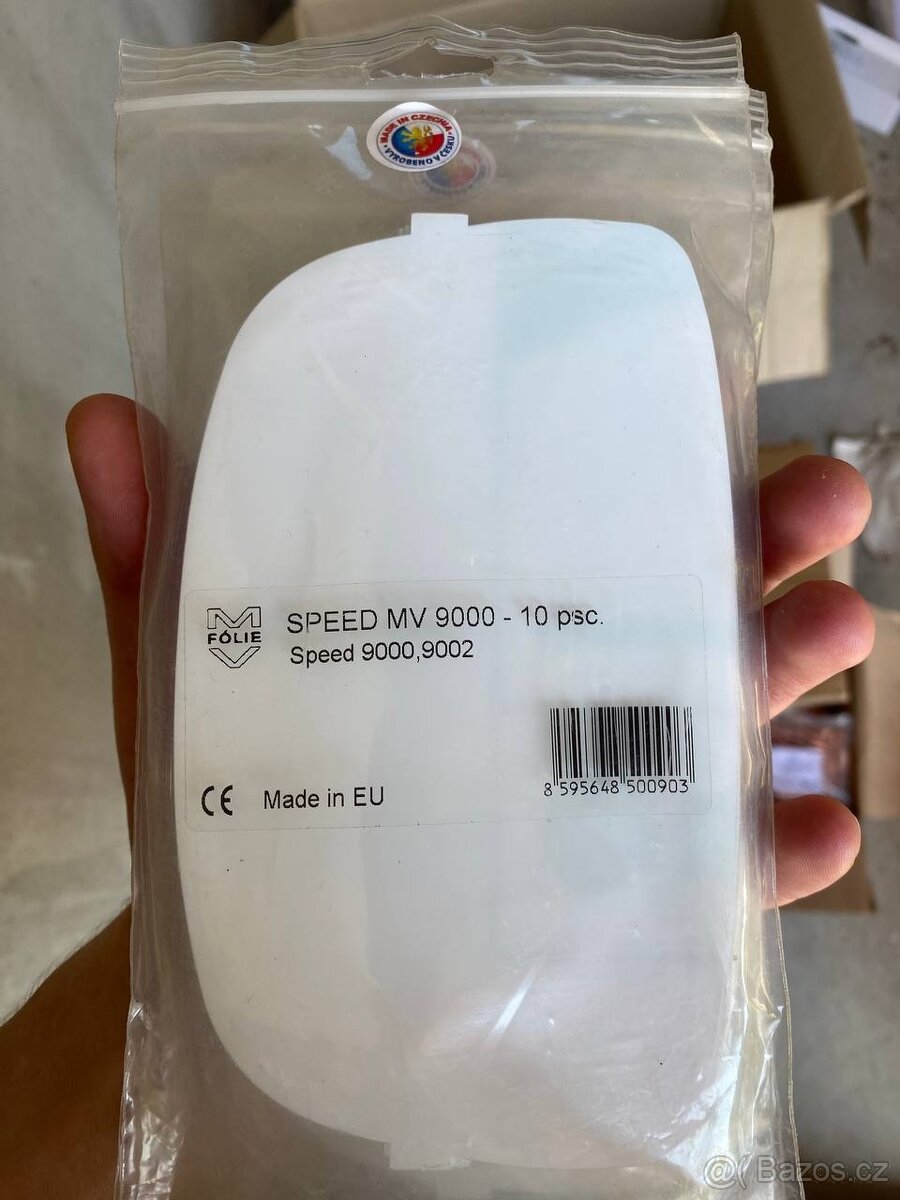 MADE IN CZECHIA
VYROBENO V ČESKU
M
FÓLIE
V
SPEED MV 9000 - 10 psc.
Speed 9000,9002
8 595648 500903
CE Made in EU
Bazos.cz